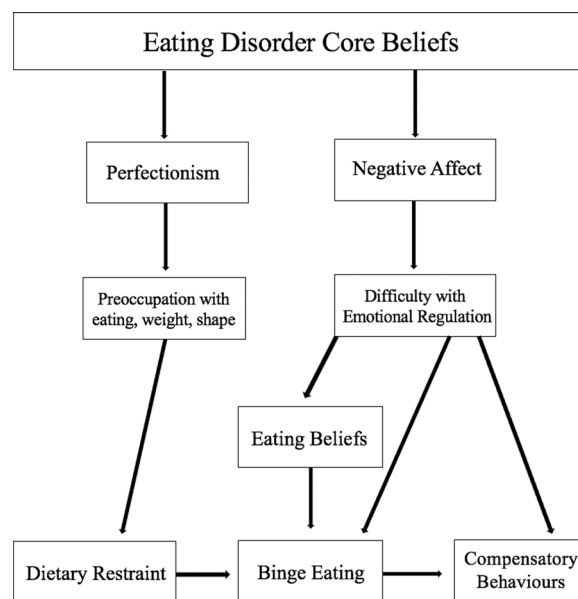 Eating Disorder Core Beliefs
Perfectionism
Negative Affect
Preoccupation with
eating, weight, shape
Difficulty with
Emotional Regulation
Eating Beliefs
Dietary Restraint
Binge Eating
Compensatory
Behaviours